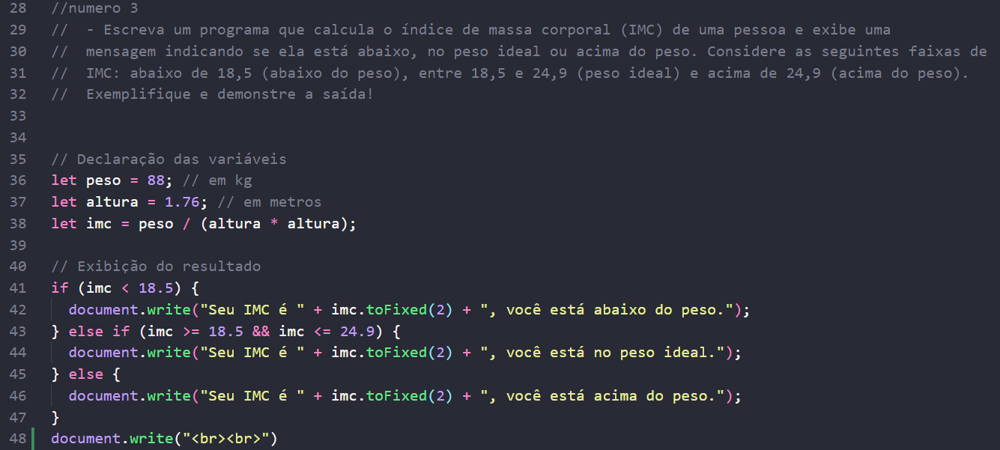 28 //numero 3
29 //  - Escreva um programa que calcula o índice de massa corporal (IMC) de uma pessoa e exibe uma
30 //  mensagem indicando se ela está abaixo, no peso ideal ou acima do peso. Considere as seguintes faixas de
31 //  IMC: abaixo de 18,5 (abaixo do peso), entre 18,5 e 24,9 (peso ideal) e acima de 24,9 (acima do peso).
32 //  Exemplifique e demonstre a saída!
33
34
35 // Declaração das variáveis
36 let peso = 88; // em kg
37 let altura = 1.76; // em metros
38 let imc = peso / (altura * altura);
39
40 // Exibição do resultado
41 if (imc < 18.5) {
42   document.write("Seu IMC é " + imc.toFixed(2) + ", você está abaixo do peso.");
43 } else if (imc >= 18.5 && imc <= 24.9) {
44   document.write("Seu IMC é " + imc.toFixed(2) + ", você está no peso ideal.");
45 } else {
46   document.write("Seu IMC é " + imc.toFixed(2) + ", você está acima do peso.");
47 }
48 document.write("<br><br>")